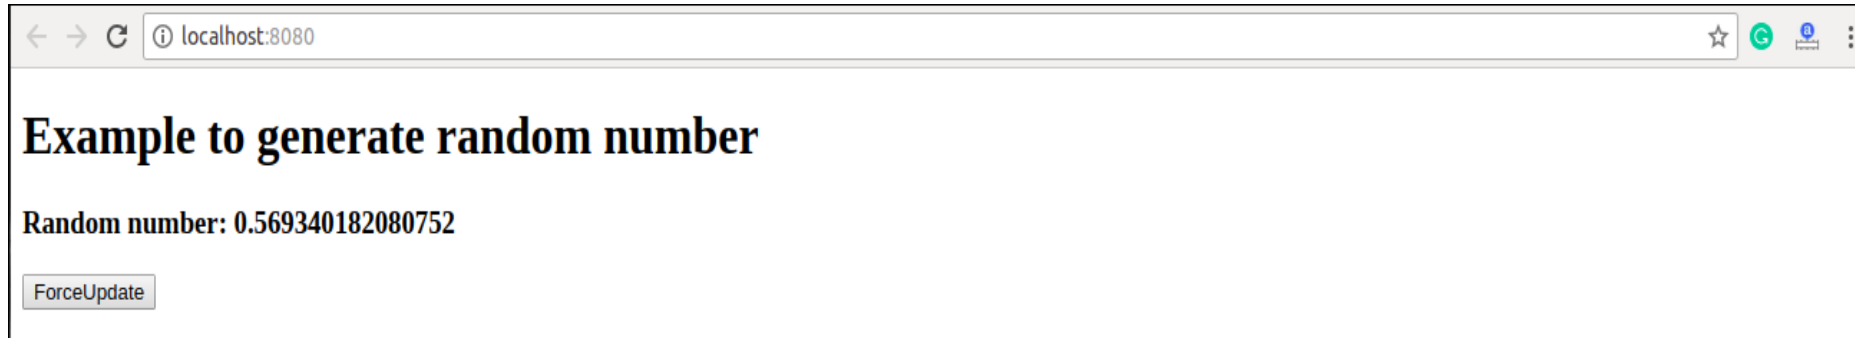 localhost:8080
Example to generate random number
Random number: 0.569340182080752
ForceUpdate